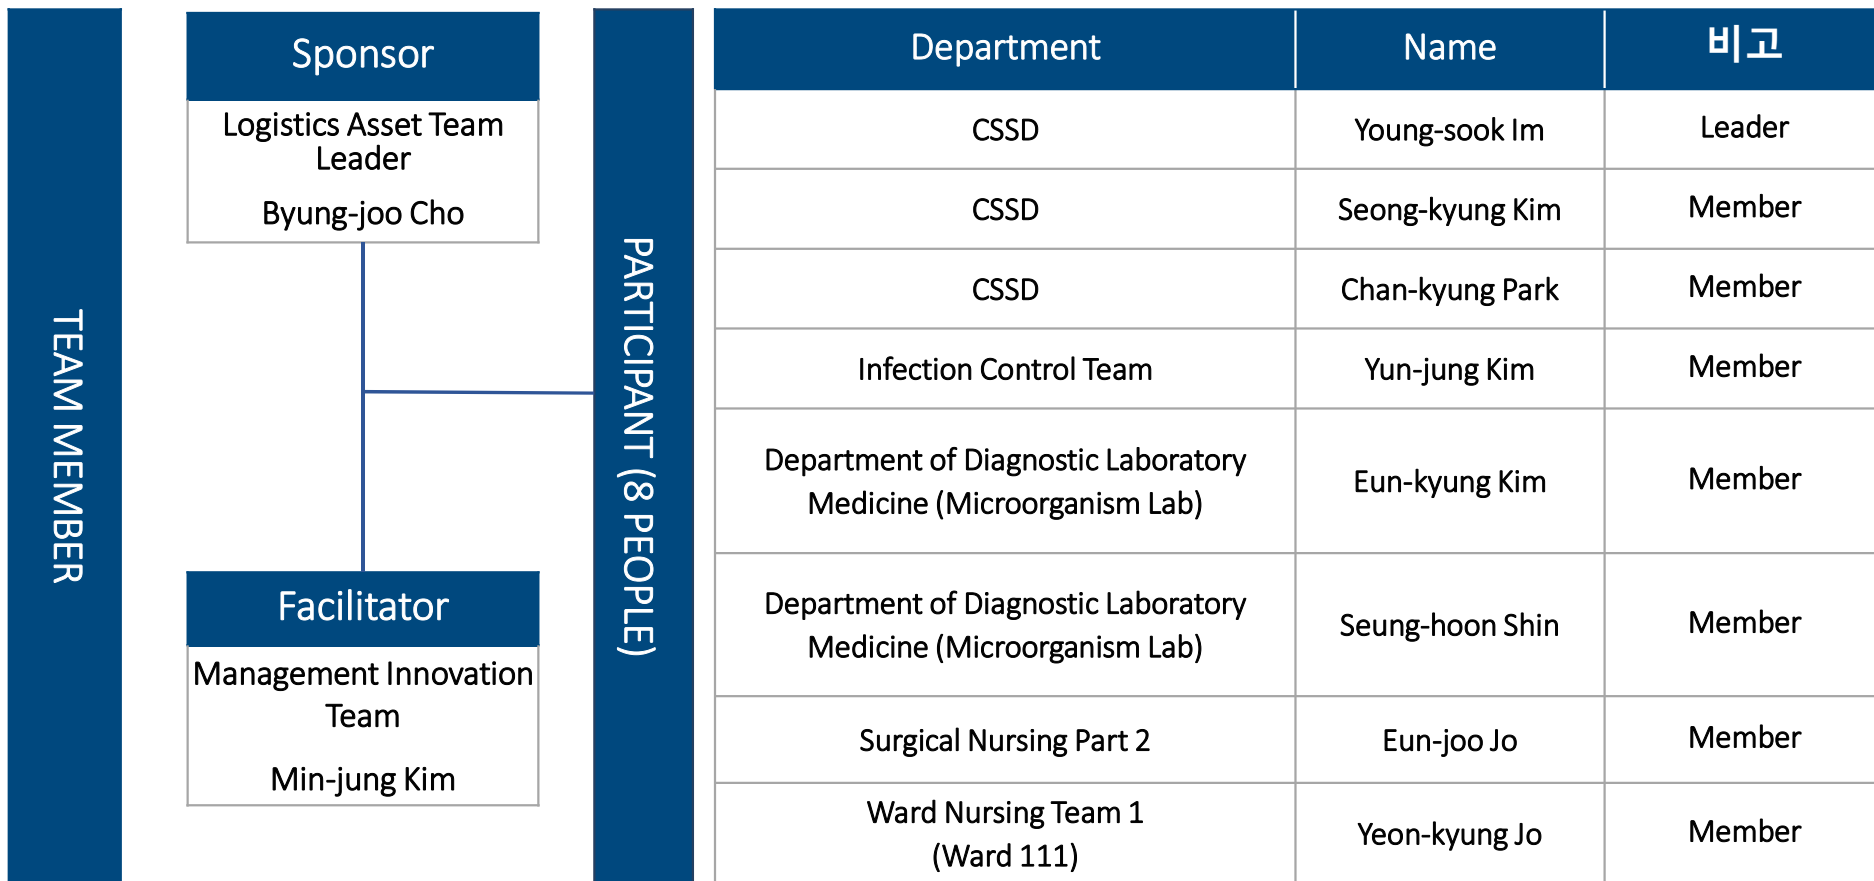 TEAM MEMBER
Sponsor
Logistics Asset Team
Leader
Byung-joo Cho
Facilitator
Management Innovation
Team
Min-jung Kim
PARTICIPANT (8 PEOPLE)
Department Name 비고
CSSD Young-sook Im Leader
CSSD Seong-kyung Kim Member
CSSD Chan-kyung Park Member
Infection Control Team Yun-jung Kim Member
Department of Diagnostic Laboratory
Medicine (Microorganism Lab) Eun-kyung Kim Member
Department of Diagnostic Laboratory
Medicine (Microorganism Lab) Seung-hoon Shin Member
Surgical Nursing Part 2 Eun-joo Jo Member
Ward Nursing Team 1
(Ward 111) Yeon-kyung Jo Member